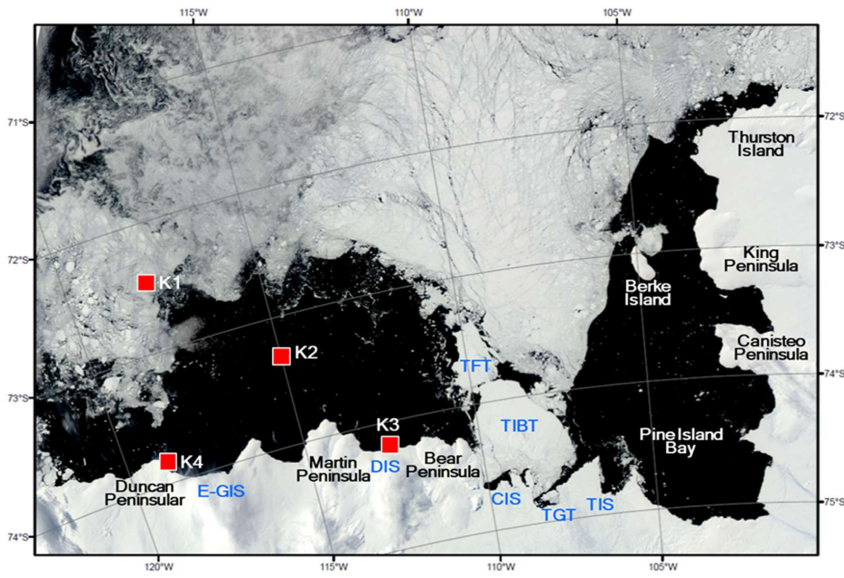 115°W
110°W
105°W
71°S
72°S
Thurston
Island
72°S
73°S
King
Peninsula
K1
Berke
Island
K2
Canisteo
Peninsula
TFT
73°S
74°S
K3
TIBT
Pine Island
Bay
K4
Martin
Peninsula
DIS
Bear
Peninsula
Duncan
Peninsular
E-GIS
CIS
TGT
TIS
75°S
74°S
120°W
115°W
110°W
105°W